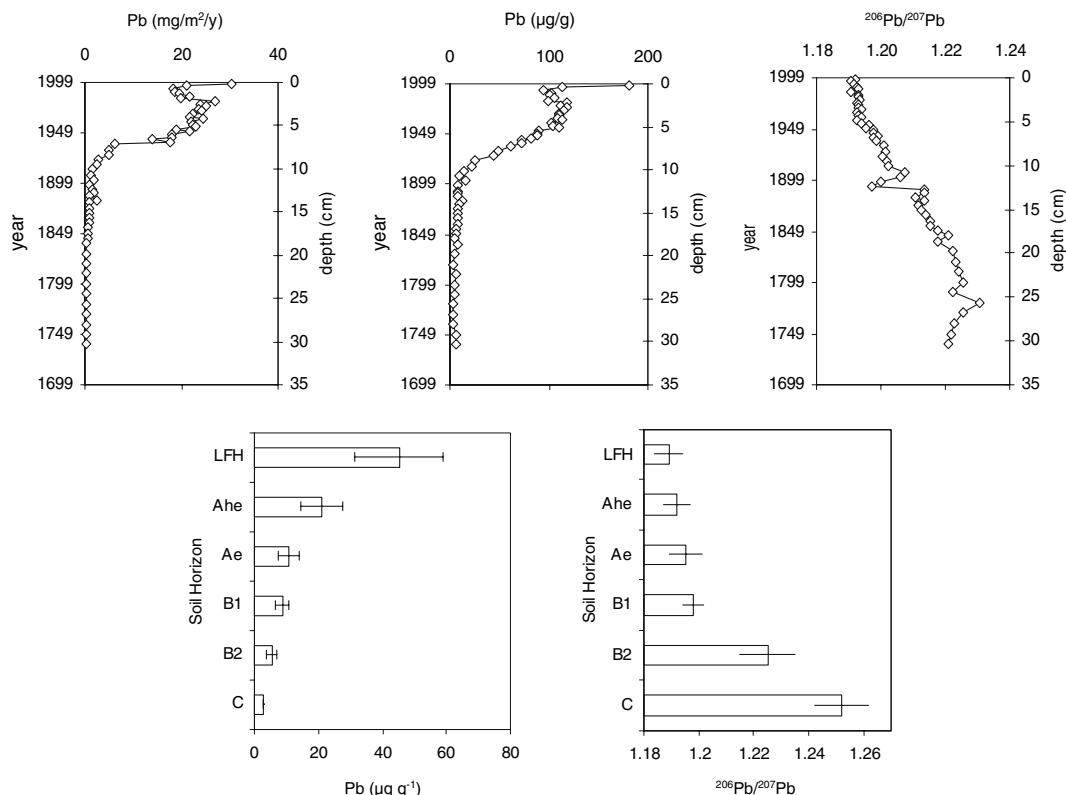 Pb (mg/m²/y)
0 20 40
1999
1949
1899
1849
1799
1749
1699
year
0
5
10
15
20
25
30
35
depth (cm)
Pb (µg/g)
0 100 200
1999
1949
1899
1849
1799
1749
1699
year
0
5
10
15
20
25
30
35
depth (cm)
²⁰⁶Pb/²⁰⁷Pb
1.18 1.20 1.22 1.24
1999
1949
1899
1849
1799
1749
1699
year
0
5
10
15
20
25
30
35
depth (cm)
Soil Horizon
LFH
Ahe
Ae
B1
B2
C
0 20 40 60 80
Pb (µg g⁻¹)
Soil Horizon
LFH
Ahe
Ae
B1
B2
C
1.18 1.2 1.22 1.24 1.26
²⁰⁶Pb/²⁰⁷Pb